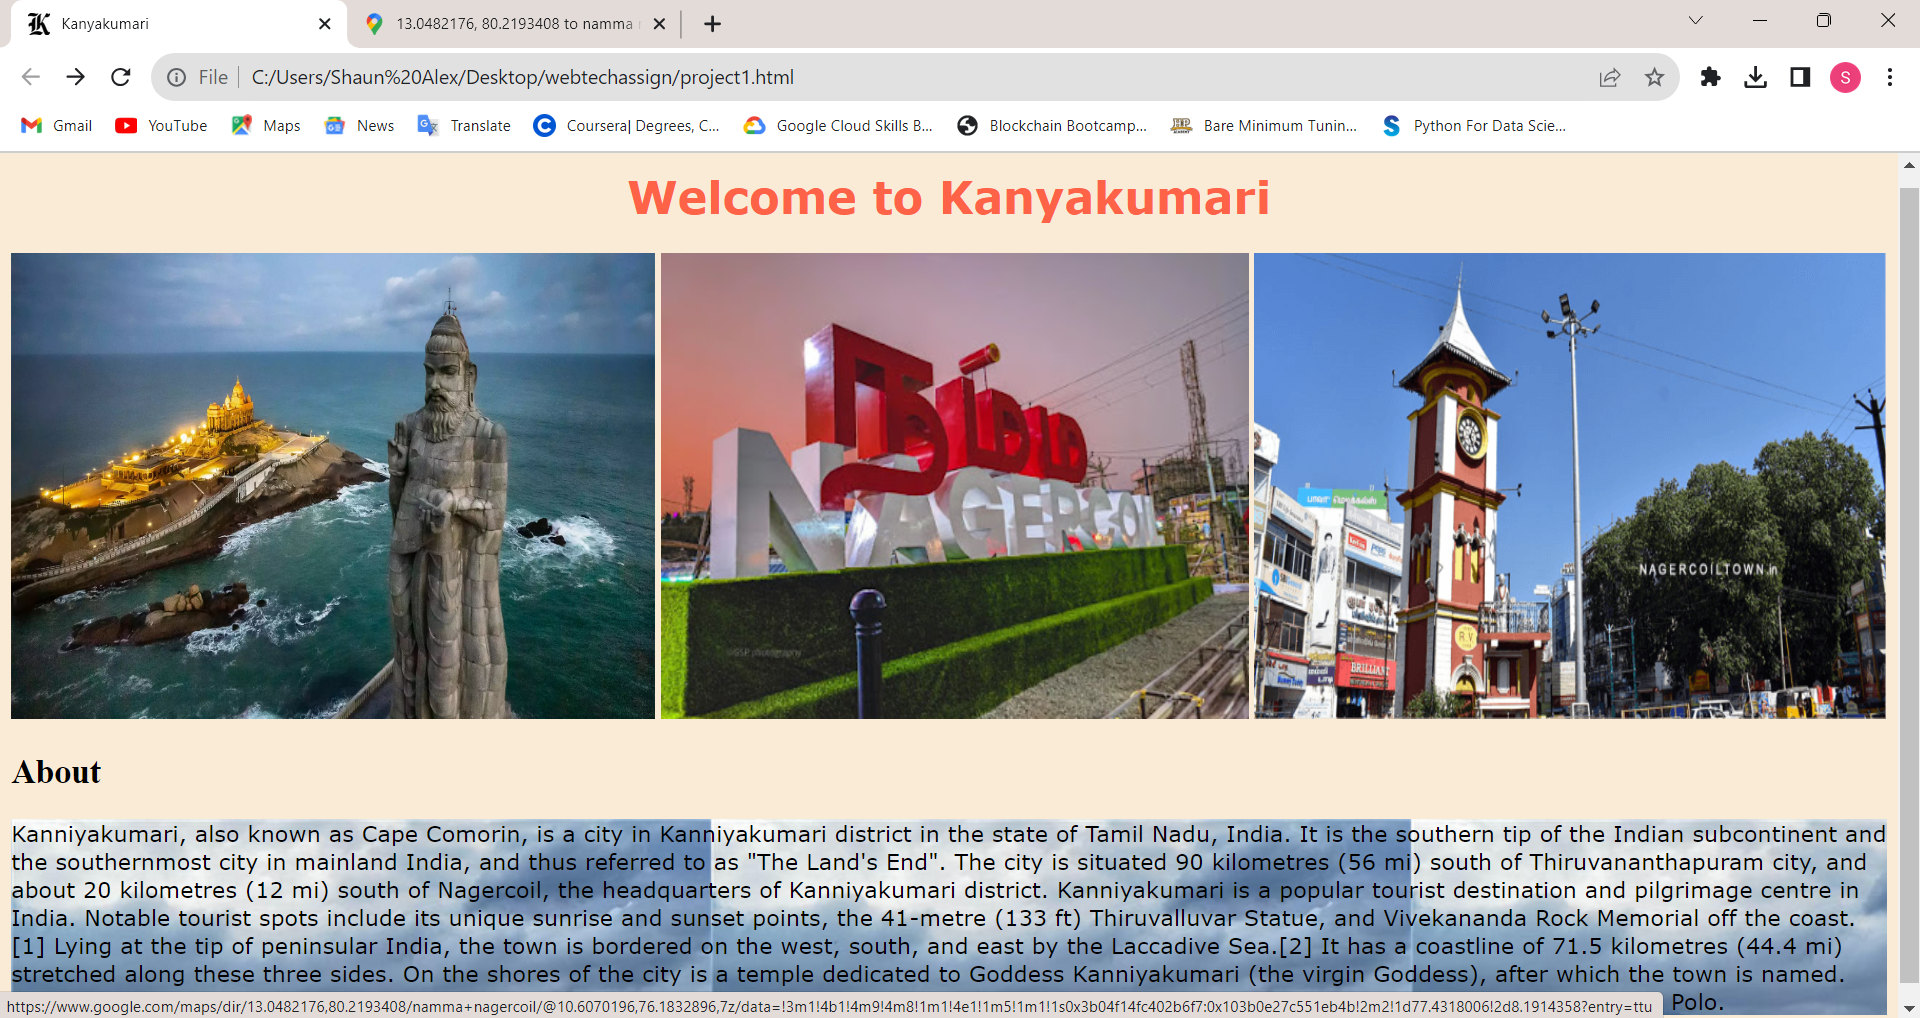 Kanyakumari
13.0482176, 80.2193408 to namma
File
C:/Users/Shaun%20Alex/Desktop/webtechassign/project1.html
S
Gmail
YouTube
Maps
News
Translate
Coursera| Degrees, C...
Google Cloud Skills B...
Blockchain Bootcamp...
Bare Minimum Tunin...
Python For Data Scie...
Welcome to Kanyakumari
நம்ம
NAGERCOIL
©GSP photography
NAGERCOILTOWN.in
R.V
BRILLIANT
About
Kanniyakumari, also known as Cape Comorin, is a city in Kanniyakumari district in the state of Tamil Nadu, India. It is the southern tip of the Indian subcontinent and
the southernmost city in mainland India, and thus referred to as "The Land's End". The city is situated 90 kilometres (56 mi) south of Thiruvananthapuram city, and
about 20 kilometres (12 mi) south of Nagercoil, the headquarters of Kanniyakumari district. Kanniyakumari is a popular tourist destination and pilgrimage centre in
India. Notable tourist spots include its unique sunrise and sunset points, the 41-metre (133 ft) Thiruvalluvar Statue, and Vivekananda Rock Memorial off the coast.
[1] Lying at the tip of peninsular India, the town is bordered on the west, south, and east by the Laccadive Sea.[2] It has a coastline of 71.5 kilometres (44.4 mi)
stretched along these three sides. On the shores of the city is a temple dedicated to Goddess Kanniyakumari (the virgin Goddess), after which the town is named.
Polo.
https://www.google.com/maps/dir/13.0482176,80.2193408/namma+nagercoil/@10.6070196,76.1832896,7z/data=!3m1!4b1!4m9!4m8!1m1!4e1!1m5!1m1!1s0x3b04f14fc402b6f7:0x103b0e27c551eb4b!2m2!1d77.4318006!2d8.1914358?entry=ttu